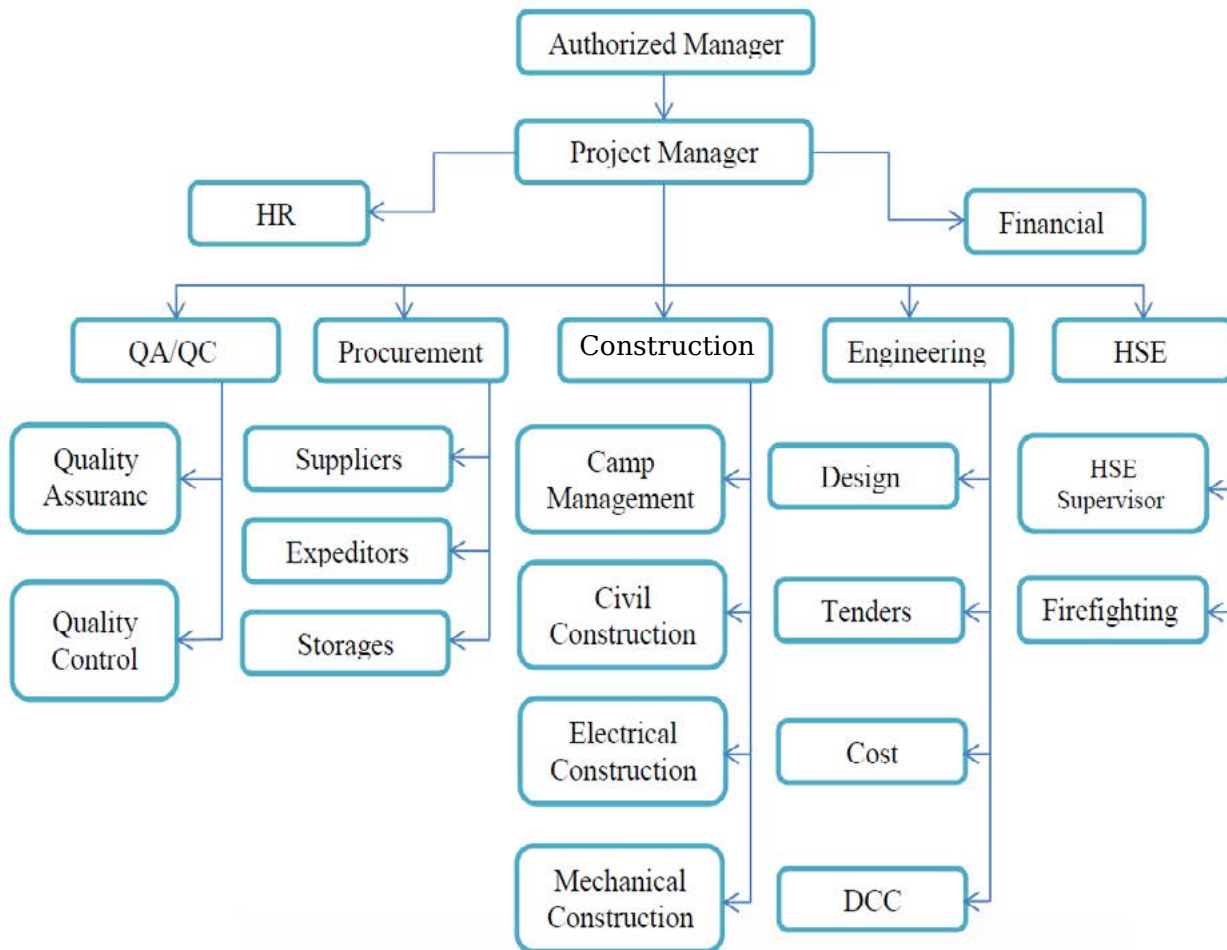 Authorized Manager
Project Manager
HR
Financial
QA/QC
Procurement
Construction
Engineering
HSE
Quality
Assuranc
Quality
Control
Suppliers
Expeditors
Storages
Camp
Management
Civil
Construction
Electrical
Construction
Mechanical
Construction
Design
Tenders
Cost
DCC
HSE
Supervisor
Firefighting